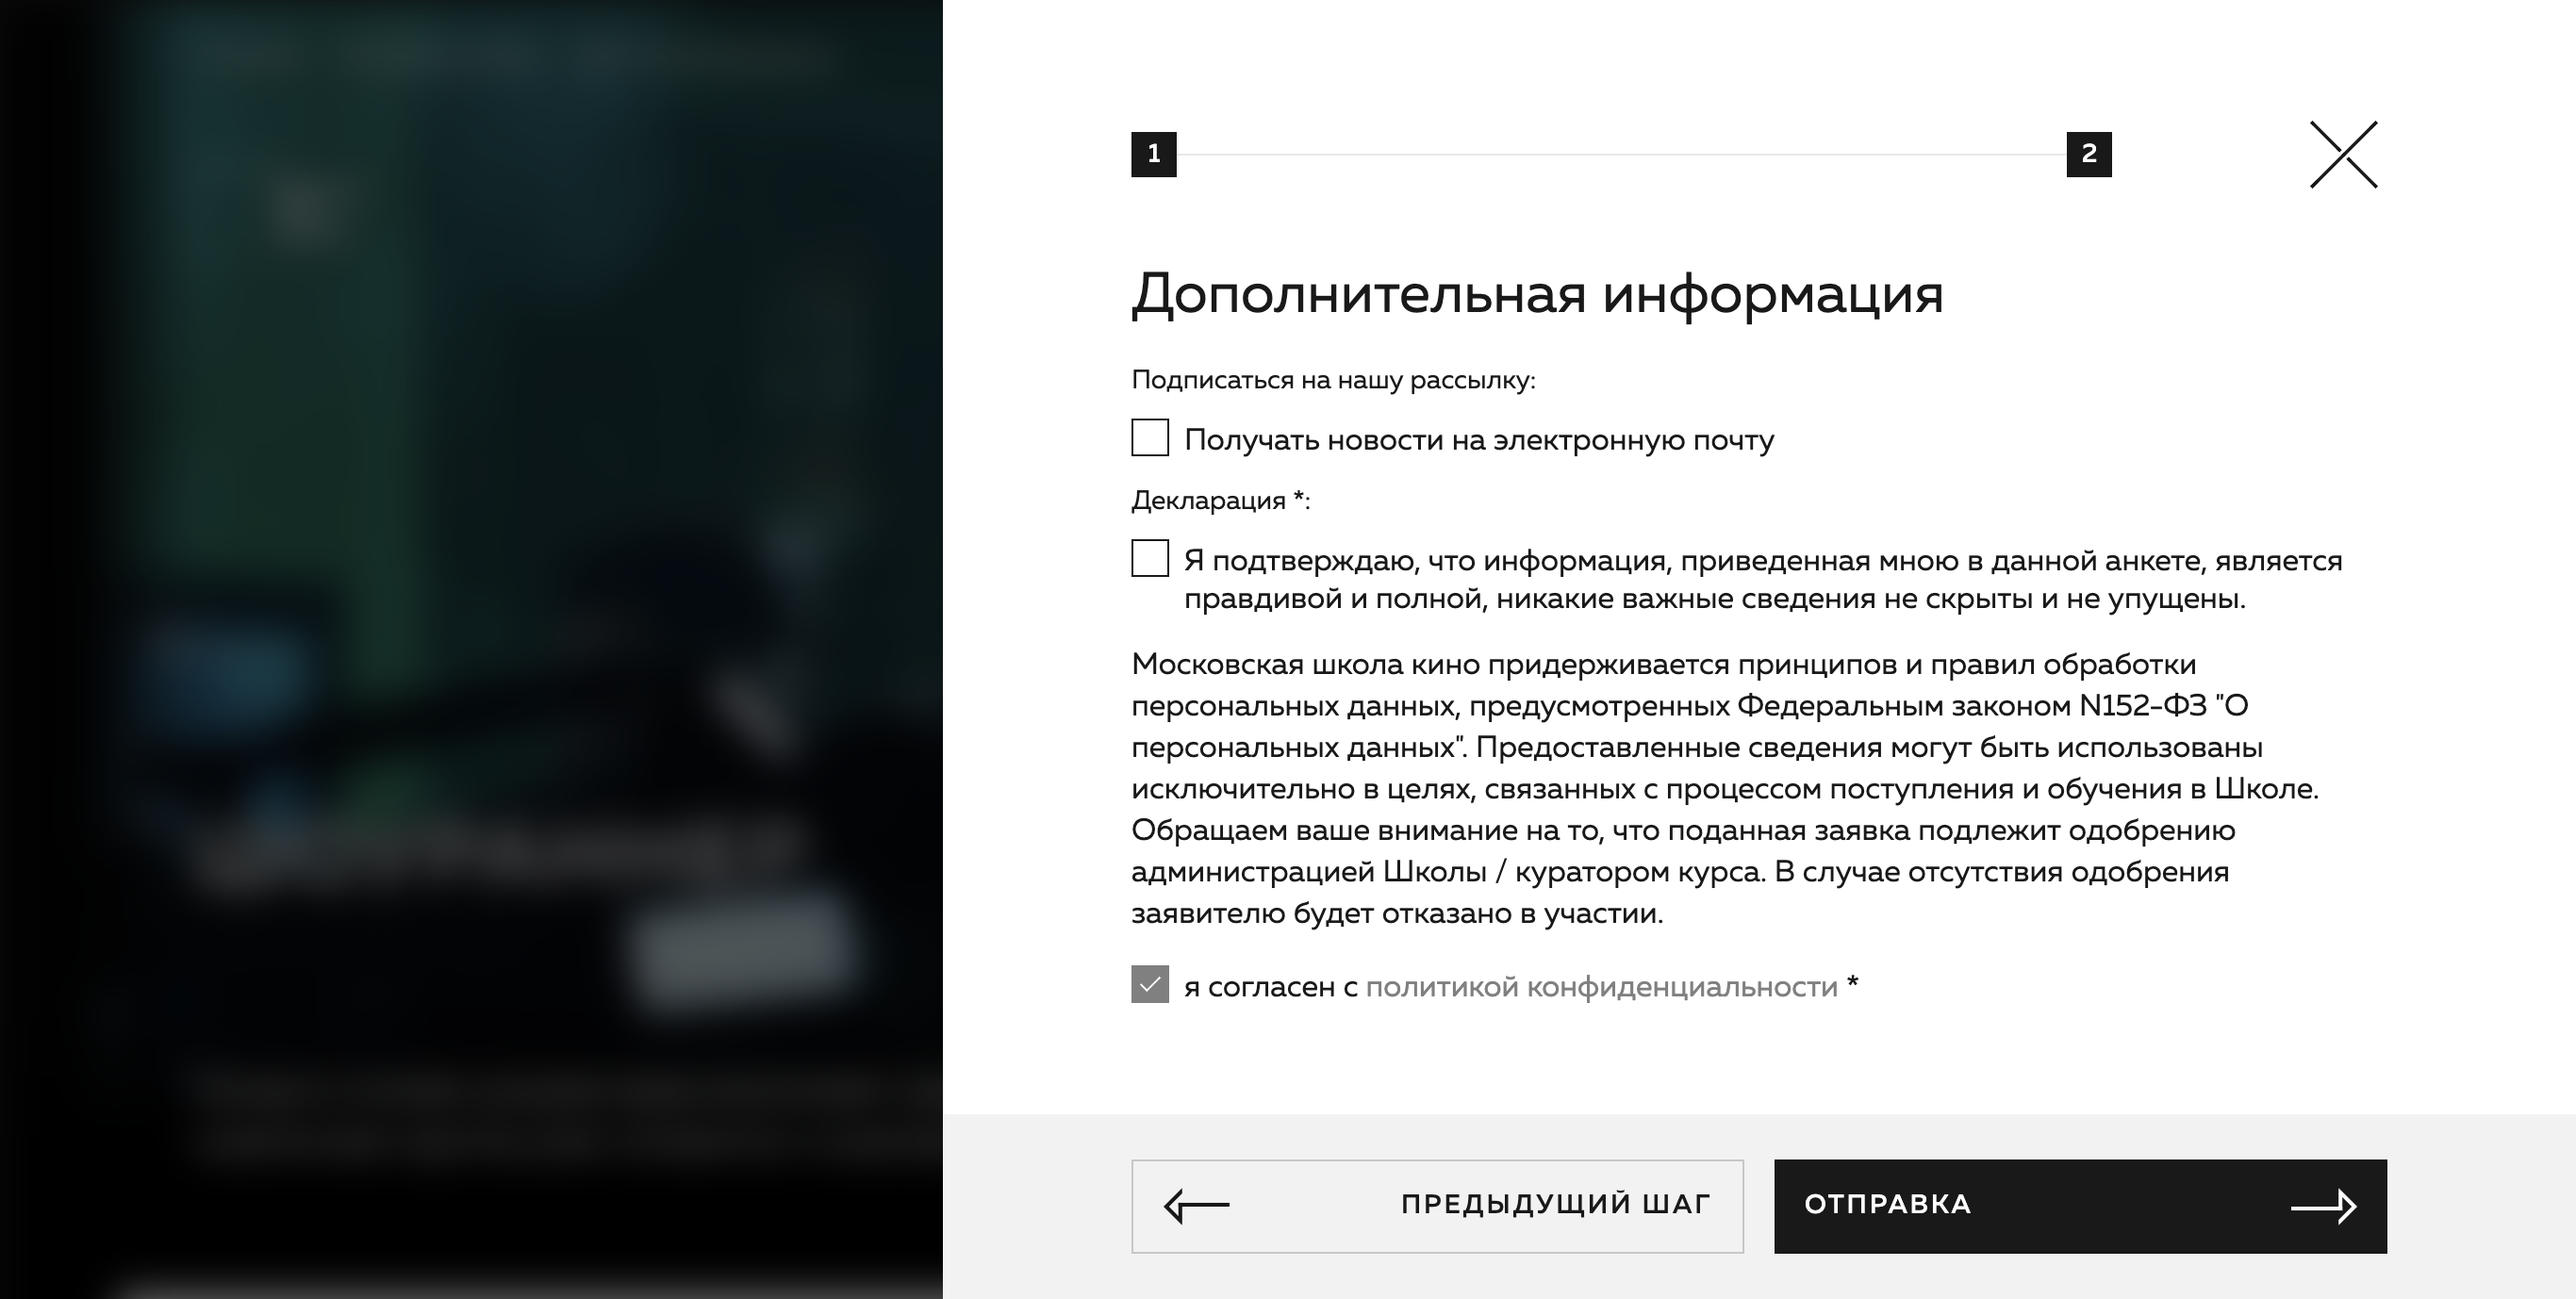 1
2
Дополнительная информация
Подписаться на нашу рассылку:
Получать новости на электронную почту
Декларация *:
Я подтверждаю, что информация, приведенная мною в данной анкете, является
правдивой и полной, никакие важные сведения не скрыты и не упущены.
Московская школа кино придерживается принципов и правил обработки
персональных данных, предусмотренных Федеральным законом N152-ФЗ "О
персональных данных". Предоставленные сведения могут быть использованы
исключительно в целях, связанных с процессом поступления и обучения в Школе.
Обращаем ваше внимание на то, что поданная заявка подлежит одобрению
администрацией Школы / куратором курса. В случае отсутствия одобрения
заявителю будет отказано в участии.
я согласен с политикой конфиденциальности *
ПРЕДЫДУЩИЙ ШАГ
ОТПРАВКА